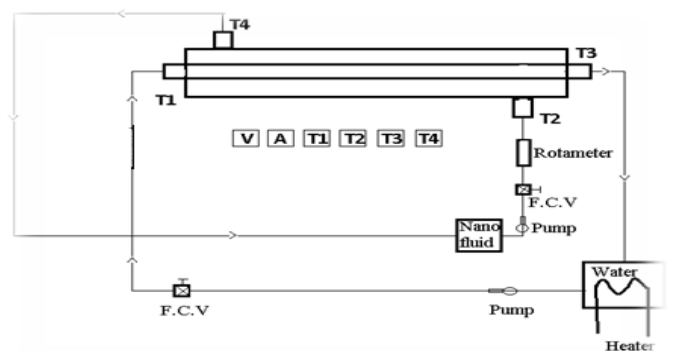 T4
T3
T1
T2
V A T1 T2 T3 T4
Rotameter
F.C.V
Nano
fluid
Pump
Water
F.C.V
Pump
Heater